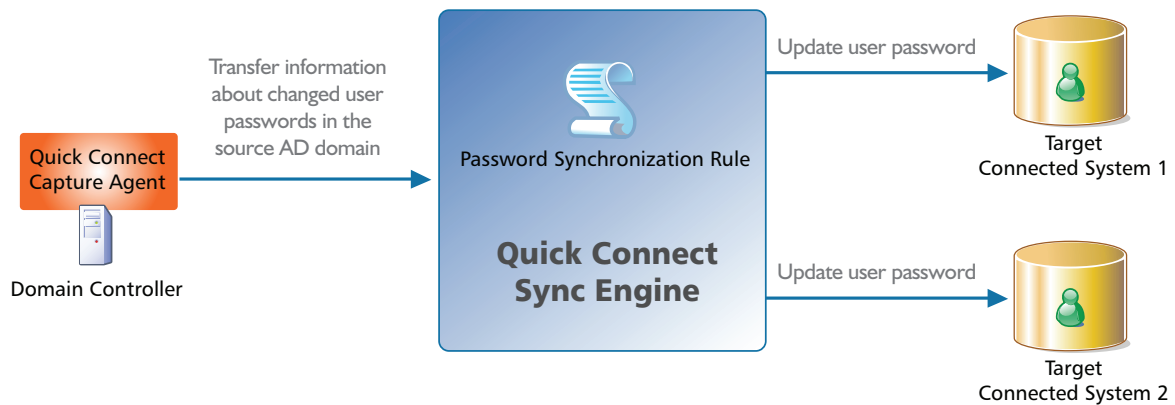 Transfer information
about changed user
passwords in the
source AD domain
Quick Connect
Capture Agent
Domain Controller
Password Synchronization Rule
Quick Connect
Sync Engine
Update user password
Target
Connected System 1
Update user password
Target
Connected System 2